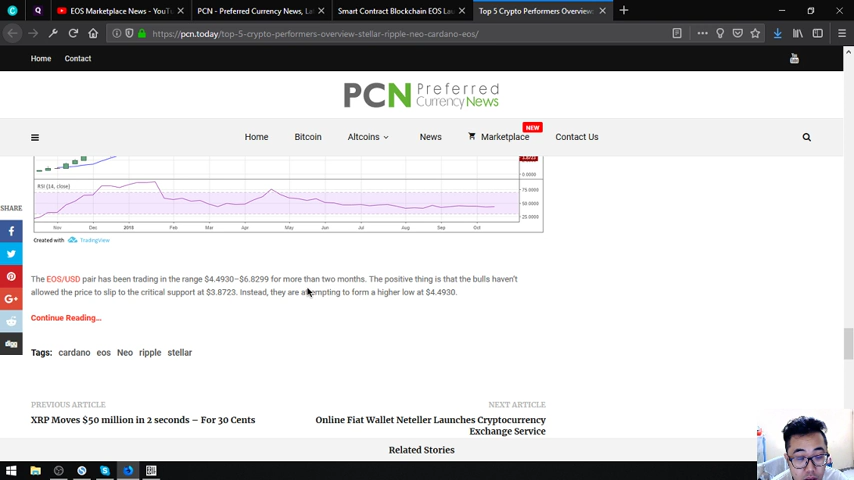 EOS Marketplace News - YouTu
PCN - Preferred Currency News, La
Smart Contract Blockchain EOS Lau
Top 5 Crypto Performers Overview:
https://pcn.today/top-5-crypto-performers-overview-stellar-ripple-neo-cardano-eos/
Home Contact
PCN Preferred Currency News
NEW
Home Bitcoin Altcoins News Marketplace Contact Us
3.8723
0.0000
RSI (14, close)
75.0000
50.0000
25.0000
Nov Dec 2018 Feb Mar Apr May Jun Jul Aug Sep Oct
Created with TradingView
SHARE
The EOS/USD pair has been trading in the range $4.4930–$6.8299 for more than two months. The positive thing is that the bulls haven't
allowed the price to slip to the critical support at $3.8723. Instead, they are attempting to form a higher low at $4.4930.
Continue Reading...
Tags: cardano eos Neo ripple stellar
PREVIOUS ARTICLE
XRP Moves $50 million in 2 seconds – For 30 Cents
NEXT ARTICLE
Online Fiat Wallet Neteller Launches Cryptocurrency
Exchange Service
Related Stories